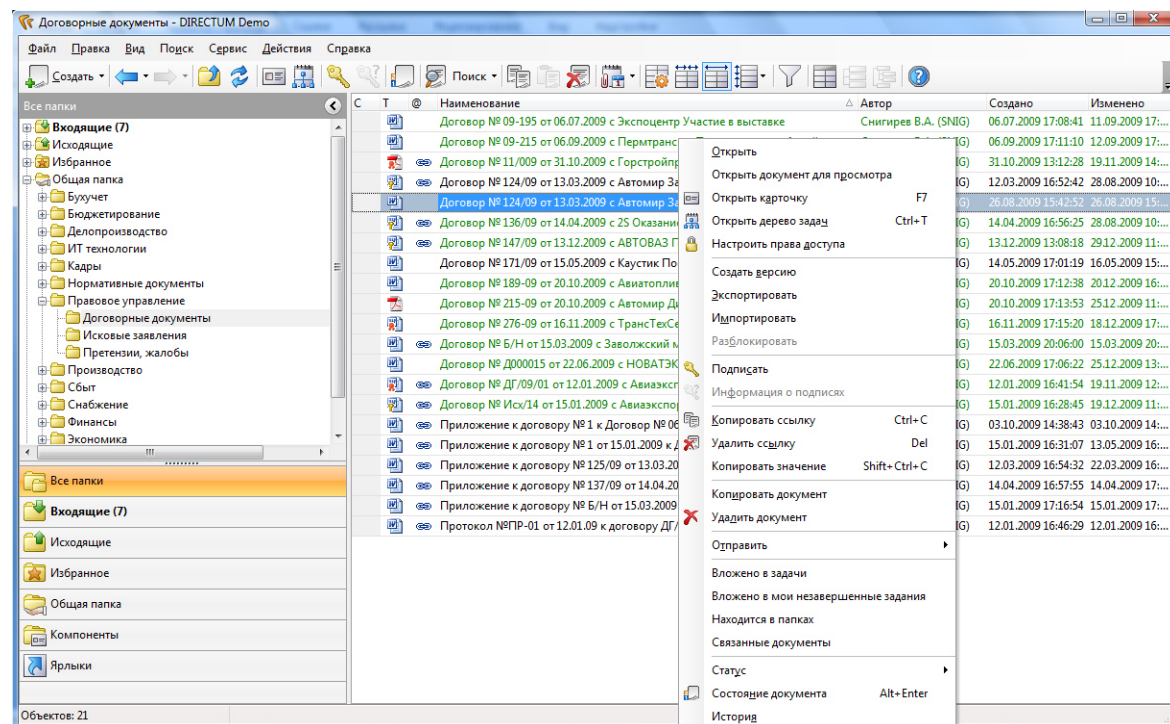 Договорные документы - DIRECTUM Demo
Файл Правка Вид Поиск Сервис Действия Справка
Создать Поиск
Все папки
Входящие (7)
Исходящие
Избранное
Общая папка
Бухучет
Бюджетирование
Делопроизводство
ИТ технологии
Кадры
Нормативные документы
Правовое управление
Договорные документы
Исковые заявления
Претензии, жалобы
Производство
Сбыт
Снабжение
Финансы
Экономика
Все папки
Входящие (7)
Исходящие
Избранное
Общая папка
Компоненты
Ярлыки
Объектов: 21
С Т @ Наименование Автор Создано Изменено
Договор № 09-195 от 06.07.2009 с Экспоцентр Участие в выставке Снигирев В.А. (SNIG) 06.07.2009 17:08:41 11.09.2009 17:...
Договор № 09-215 от 06.09.2009 с Пермтранс 06.09.2009 17:11:10 12.09.2009 17:...
Договор № 11/009 от 31.10.2009 с Горстройпр IG) 31.10.2009 13:12:28 19.11.2009 14:...
Договор № 124/09 от 13.03.2009 с Автомир За IG) 12.03.2009 16:52:42 28.08.2009 10:...
Договор № 124/09 от 13.03.2009 с Автомир За IG) 26.08.2009 15:42:52 26.08.2009 15:...
Договор № 136/09 от 14.04.2009 с 2S Оказани IG) 14.04.2009 16:56:25 28.08.2009 10:...
Договор № 147/09 от 13.12.2009 с АВТОВАЗ П IG) 13.12.2009 13:08:18 29.12.2009 11:...
Договор № 171/09 от 15.05.2009 с Каустик По IG) 14.05.2009 17:01:19 16.05.2009 15:...
Договор № 189-09 от 20.10.2009 с Авиатоплив IG) 20.10.2009 17:12:38 20.12.2009 16:...
Договор № 215-09 от 20.10.2009 с Автомир Ди IG) 20.10.2009 17:13:53 25.12.2009 11:...
Договор № 276-09 от 16.11.2009 с ТрансТехСе IG) 16.11.2009 17:15:20 18.12.2009 17:...
Договор № Б/Н от 15.03.2009 с Заволжский м IG) 15.03.2009 20:06:00 15.03.2009 20:...
Договор № Д000015 от 22.06.2009 с НОВАТЭК IG) 22.06.2009 17:06:22 25.12.2009 13:...
Договор № ДГ/09/01 от 12.01.2009 с Авиаэксп IG) 12.01.2009 16:41:54 19.11.2009 12:...
Договор № Исх/14 от 15.01.2009 с Авиаэкспо IG) 15.01.2009 16:28:45 19.12.2009 11:...
Приложение к договору № 1 к Договор № 06 IG) 03.10.2009 14:38:43 03.10.2009 14:...
Приложение к договору № 1 от 15.01.2009 к Д IG) 15.01.2009 16:31:07 13.05.2009 16:...
Приложение к договору № 125/09 от 13.03.20 IG) 12.03.2009 16:54:32 22.03.2009 16:...
Приложение к договору № 137/09 от 14.04.20 IG) 14.04.2009 16:57:55 14.04.2009 17:...
Приложение к договору № Б/Н от 15.03.2009 IG) 15.01.2009 17:16:54 15.01.2009 17:...
Протокол №ПР-01 от 12.01.09 к договору ДГ/ IG) 12.01.2009 16:46:29 12.01.2009 16:...
Открыть
Открыть документ для просмотра
Открыть карточку F7
Открыть дерево задач Ctrl+T
Настроить права доступа
Создать версию
Экспортировать
Импортировать
Разблокировать
Подписать
Информация о подписях
Копировать ссылку Ctrl+C
Удалить ссылку Del
Копировать значение Shift+Ctrl+C
Копировать документ
Удалить документ
Отправить
Вложено в задачи
Вложено в мои незавершенные задания
Находится в папках
Связанные документы
Статус
Состояние документа Alt+Enter
История